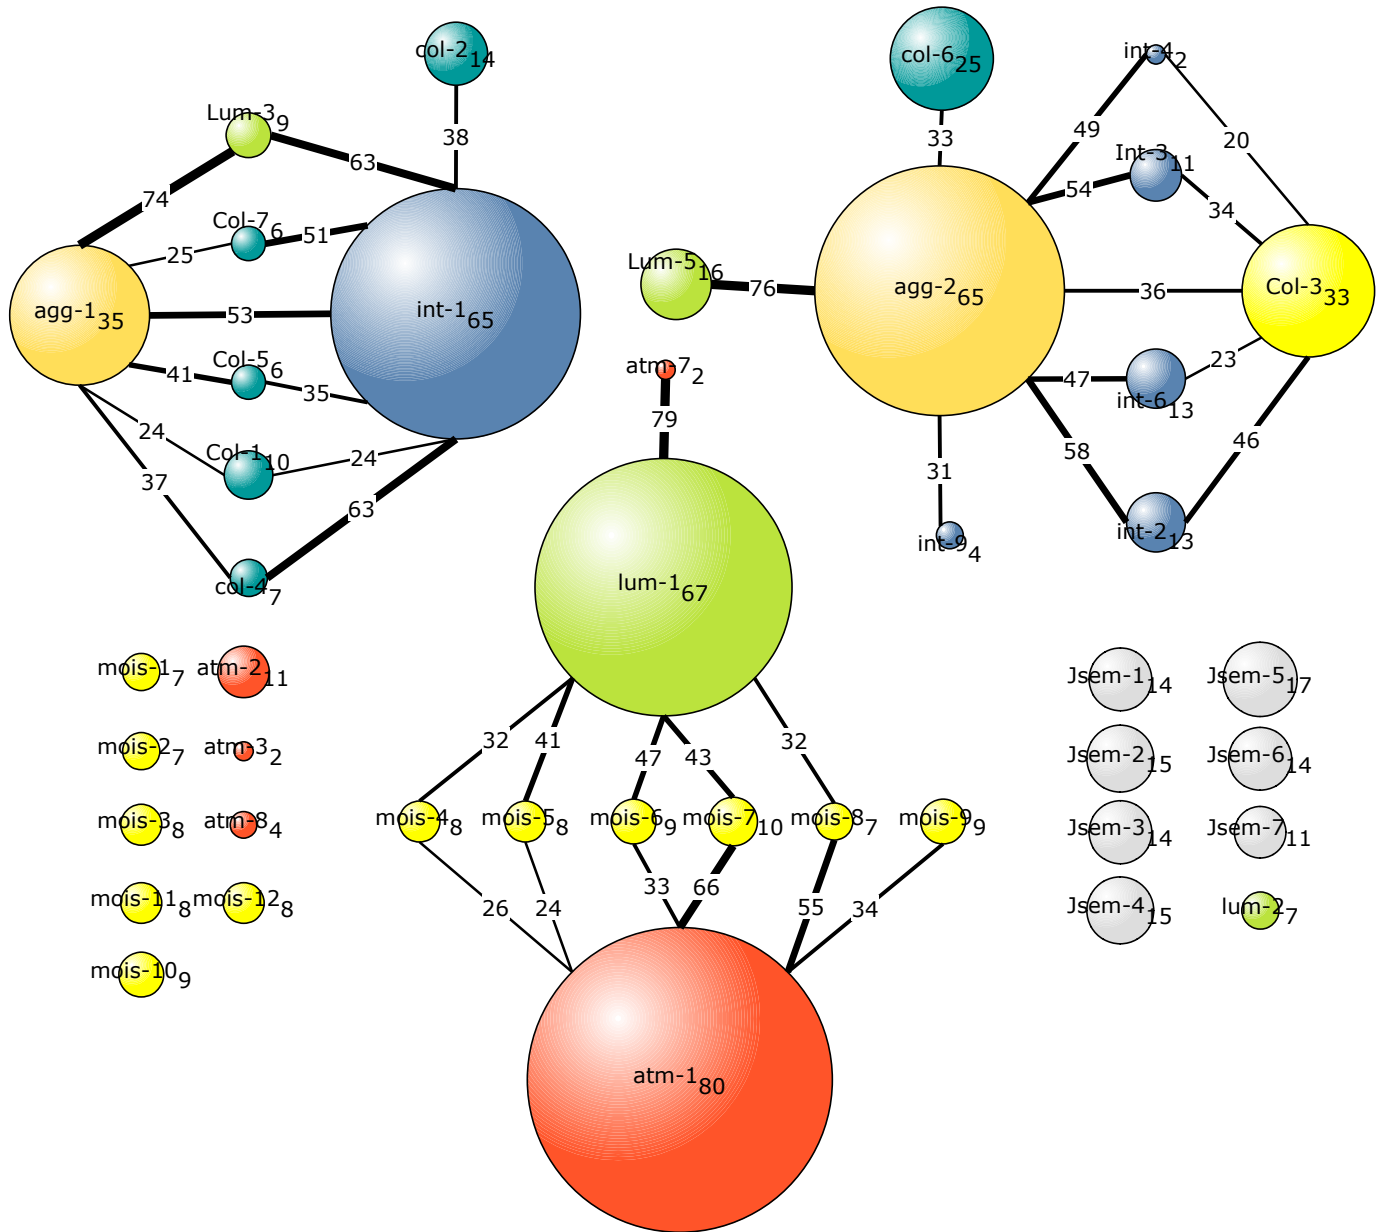 col-2 14
38
Lum-3 9
63
74
Col-7 6
51
25
agg-1 35
53
int-1 65
Col-5 6
41
35
24
Col-1 10
24
37
63
col-4 7
col-6 25
33
int-4 2
49
20
Int-3 11
54
34
Lum-5 16
76
agg-2 65
36
Col-3 33
47
int-6 13
23
58
46
31
int-2 13
int-9 4
atm-7 2
79
lum-1 67
32
41
47
43
32
mois-4 8
mois-5 8
mois-6 9
mois-7 10
mois-8 7
mois-9 9
26
24
33
66
55
34
atm-1 80
mois-1 7
atm-2 11
mois-2 7
atm-3 2
mois-3 8
atm-8 4
mois-11 8
mois-12 8
mois-10 9
Jsem-1 14
Jsem-5 17
Jsem-2 15
Jsem-6 14
Jsem-3 14
Jsem-7 11
Jsem-4 15
lum-2 7